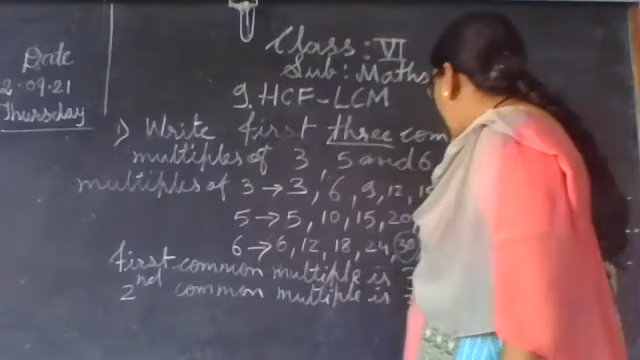 Date
2.09.21
Thursday
Class : VI
Sub : Maths
9. HCF-LCM
1) Write first three com
multiples of 3, 5 and 6
multiples of 3 → 3, 6, 9, 12,
5 → 5, 10, 15, 20
6 → 6, 12, 18, 24, 30
first common multiple is
2nd common multiple is